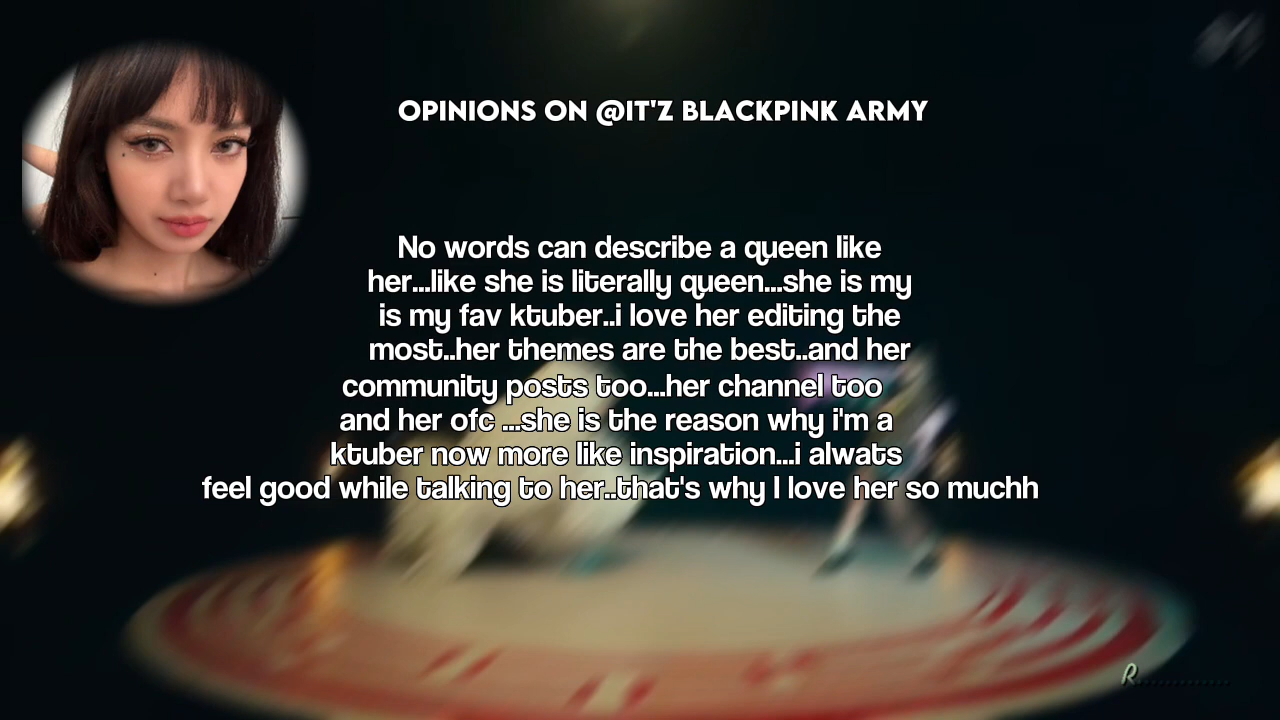 OPINIONS ON @IT'Z BLACKPINK ARMY
No words can describe a queen like
her...like she is literally queen...she is my
is my fav ktuber..i love her editing the
most..her themes are the best..and her
community posts too...her channel too
and her ofc ...she is the reason why i'm a
ktuber now more like inspiration...i alwats
feel good while talking to her..that's why I love her so muchh
R.............